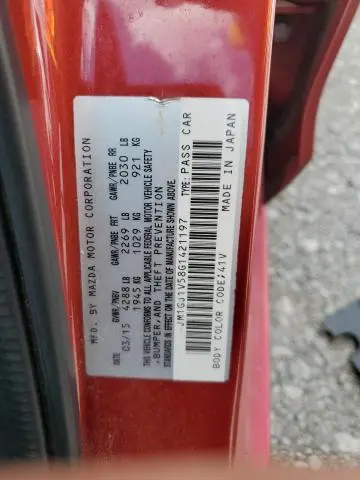 MFD. BY MAZDA MOTOR CORPORATION
GVWR/PNBV GAWR/PNBE FRT GAWR/PNBE RR
03/15 4288 LB 2269 LB 2030 LB
1945 KG 1029 KG 921 KG
THIS VEHICLE CONFORMS TO ALL APPLICABLE FEDERAL MOTOR VEHICLE SAFETY
STANDARDS IN EFFECT ON THE DATE OF MANUFACTURE SHOWN ABOVE.
,BUMPER,AND THEFT PREVENTION
JM1GJ1V58G1421197 TYPE: PASS CAR
MADE IN JAPAN
BODY COLOR CODE:41V